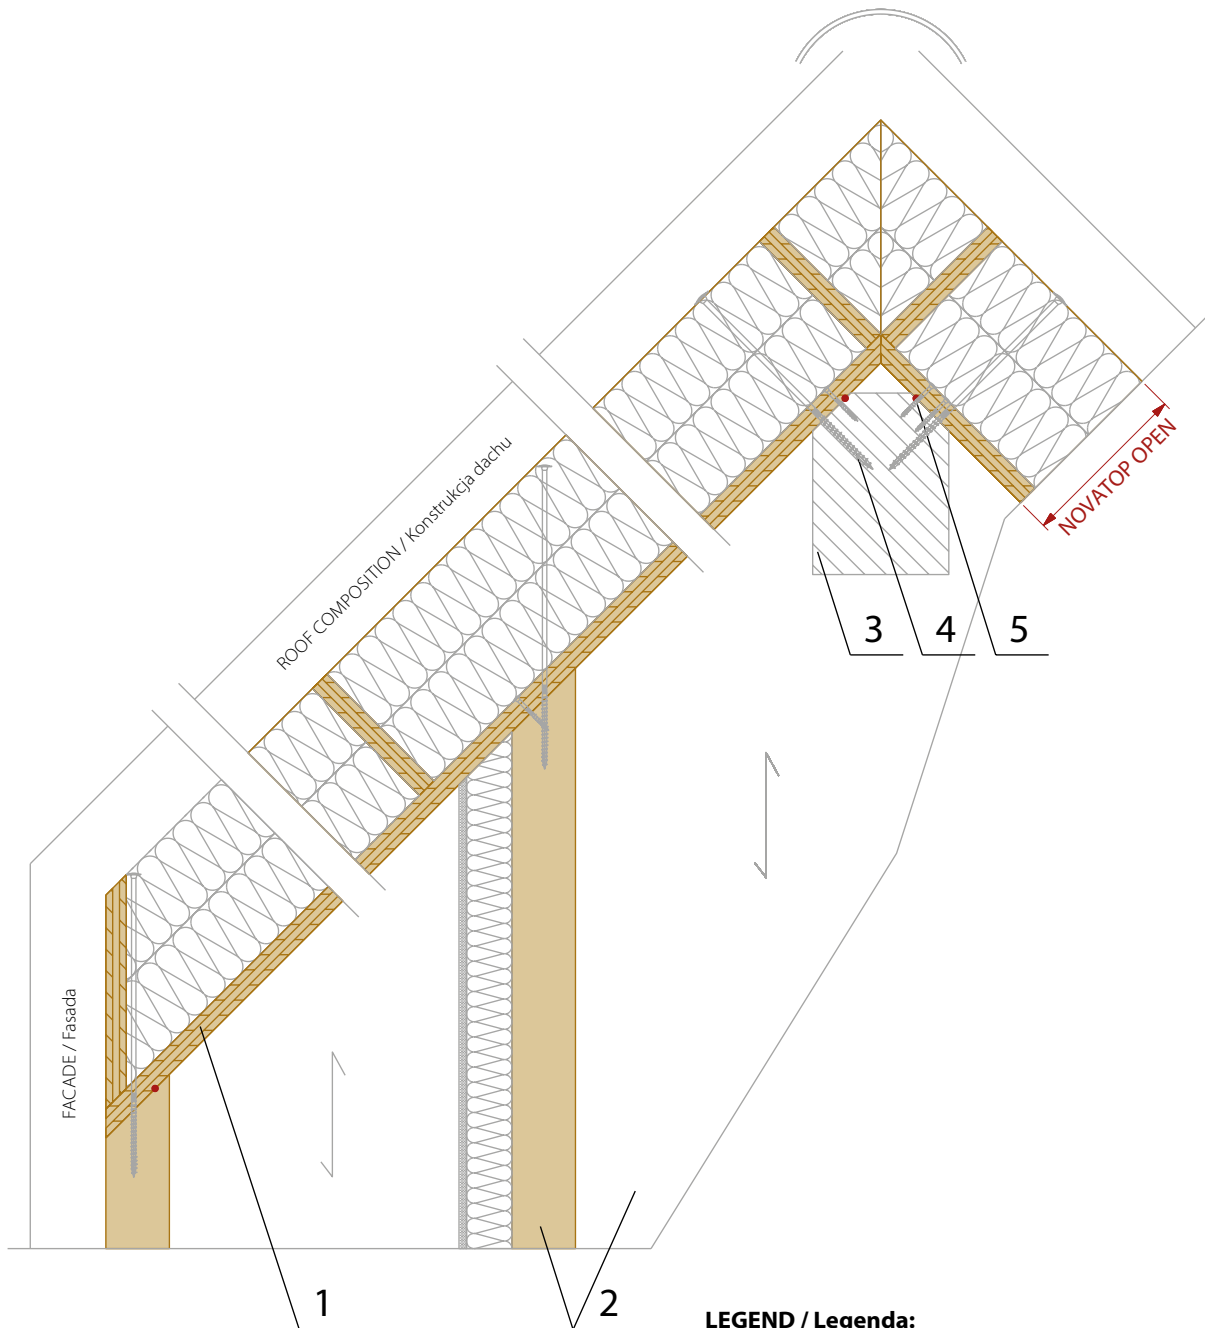 ROOF COMPOSITION / Konstrukcja dachu
NOVATOP OPEN
3
4
5
FACADE / Fasada
1
2
LEGEND / Legenda: